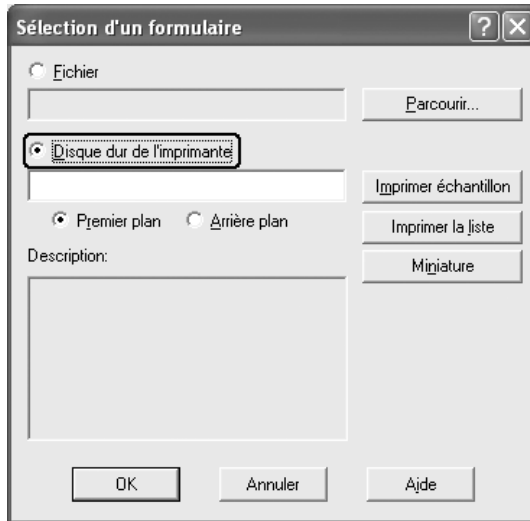 Sélection d'un formulaire
Fichier
Parcourir...
Disque dur de l'imprimante
Imprimer échantillon
Premier plan Arrière plan
Imprimer la liste
Description:
Miniature
OK Annuler Aide